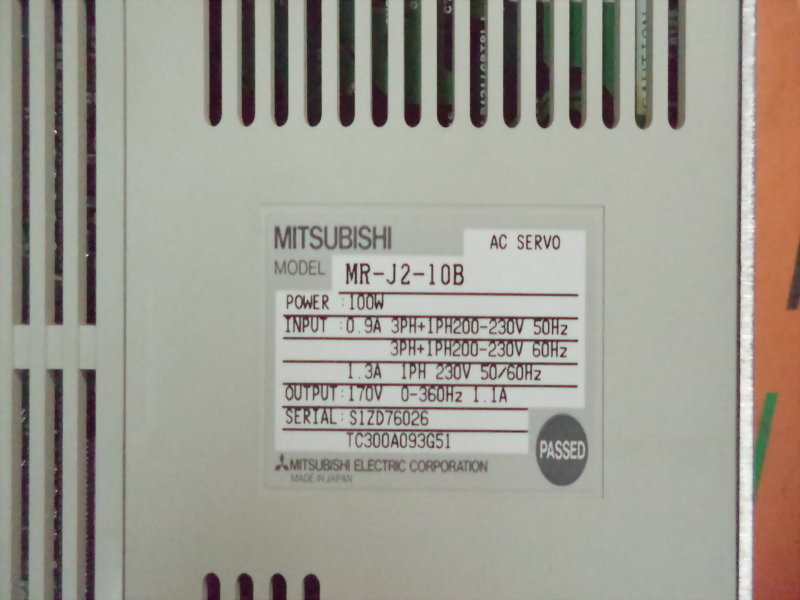 MITSUBISHI
AC SERVO
MODEL MR-J2-10B
POWER :100W
INPUT :0.9A 3PH+1PH200-230V 50Hz
3PH+1PH200-230V 60Hz
1.3A 1PH 230V 50/60Hz
OUTPUT:170V 0-360Hz 1.1A
SERIAL:S1ZD76026
TC300A093G51
PASSED
MITSUBISHI ELECTRIC CORPORATION
MADE IN JAPAN